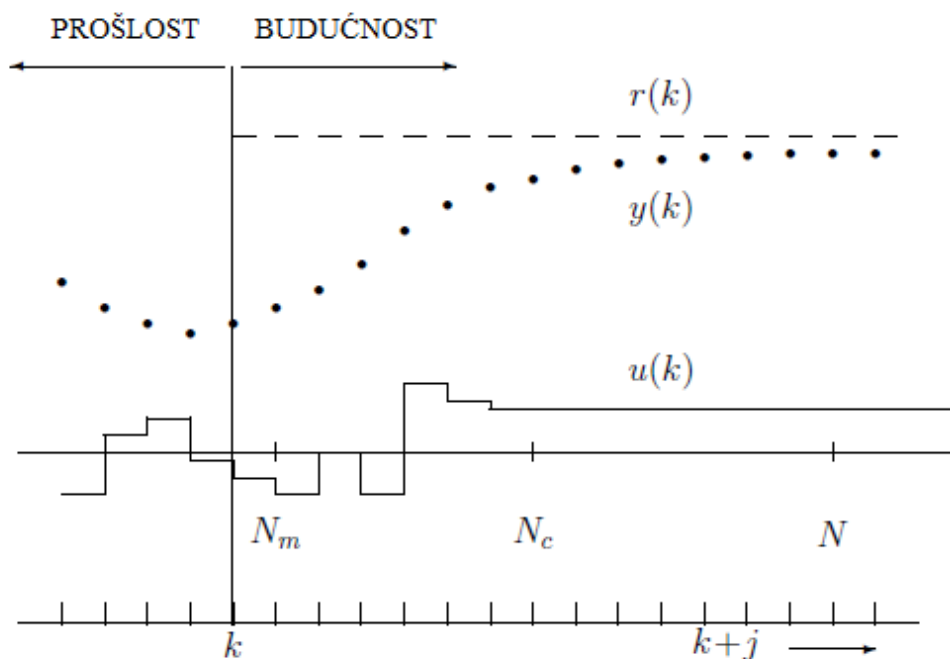 PROŠLOST BUDUĆNOST
r(k)
y(k)
u(k)
N_m N_c N
k k+j